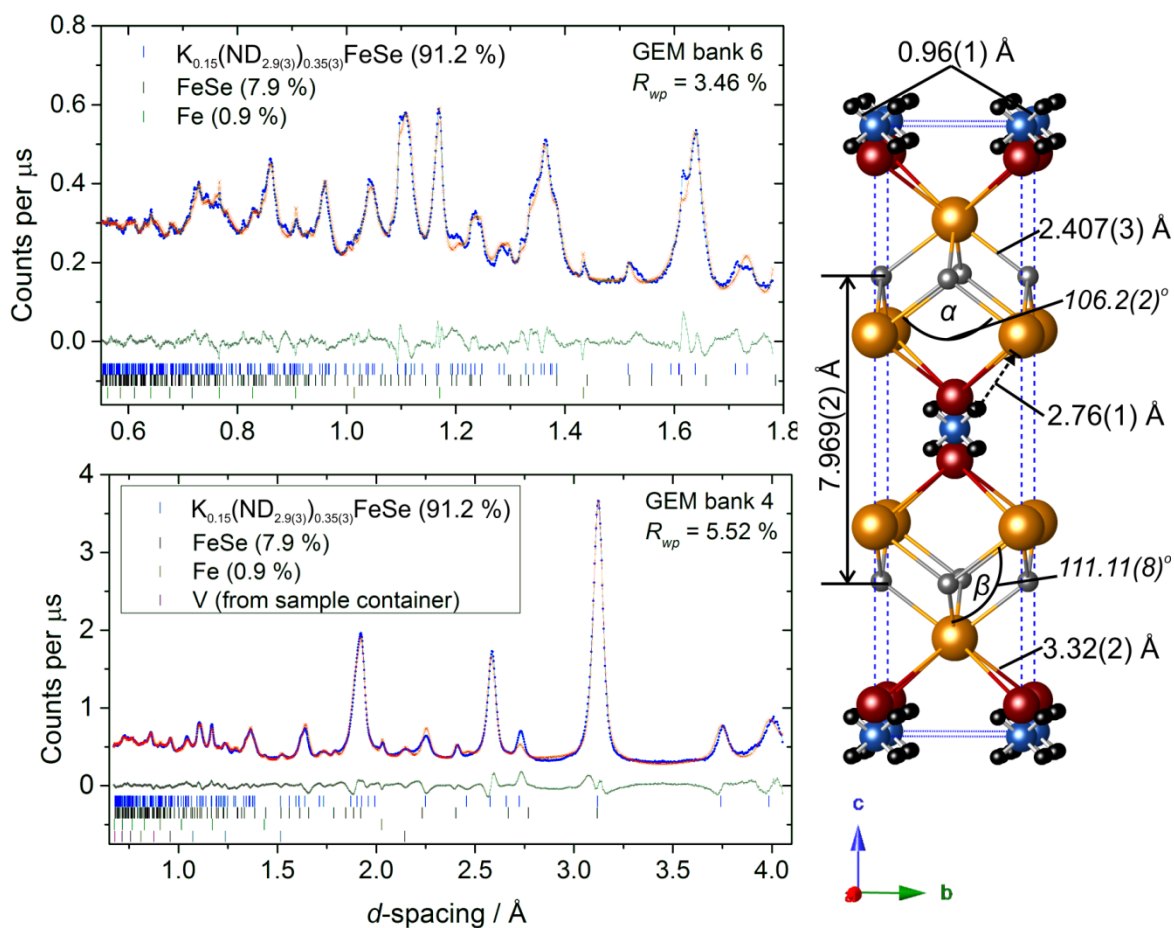 0.8
0.6
0.4
0.2
0.0
Counts per μs
K0.15(ND2.9(3))0.35(3)FeSe (91.2 %)
FeSe (7.9 %)
Fe (0.9 %)
GEM bank 6
Rwp = 3.46 %
0.6 0.8 1.0 1.2 1.4 1.6 1.8
4
3
2
1
0
Counts per μs
K0.15(ND2.9(3))0.35(3)FeSe (91.2 %)
FeSe (7.9 %)
Fe (0.9 %)
V (from sample container)
GEM bank 4
Rwp = 5.52 %
1.0 1.5 2.0 2.5 3.0 3.5 4.0
d-spacing / Å
0.96(1) Å
2.407(3) Å
α
106.2(2)°
7.969(2) Å
2.76(1) Å
β
111.11(8)°
3.32(2) Å
c
b